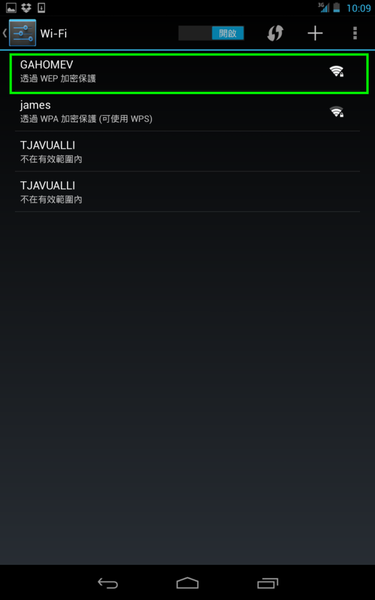 3G 10:09
Wi-Fi 開啟
GAHOMEV
透過 WEP 加密保護
james
透過 WPA 加密保護 (可使用 WPS)
TJAVUALLI
不在有效範圍內
TJAVUALLI
不在有效範圍內